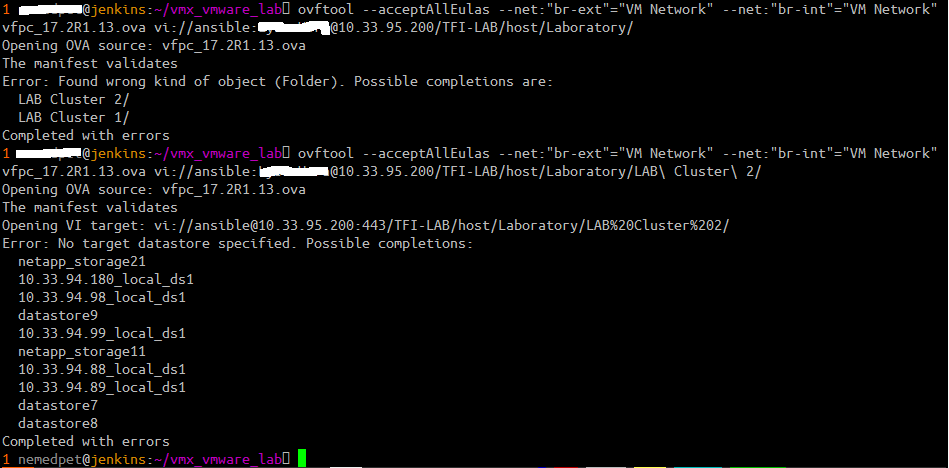 1 @jenkins:~/vmx_vmware_lab ovftool --acceptAllEulas --net:"br-ext"="VM Network" --net:"br-int"="VM Network"
vfpc_17.2R1.13.ova vi://ansible:@10.33.95.200/TFI-LAB/host/Laboratory/
Opening OVA source: vfpc_17.2R1.13.ova
The manifest validates
Error: Found wrong kind of object (Folder). Possible completions are:
LAB Cluster 2/
LAB Cluster 1/
Completed with errors
1 @jenkins:~/vmx_vmware_lab ovftool --acceptAllEulas --net:"br-ext"="VM Network" --net:"br-int"="VM Network"
vfpc_17.2R1.13.ova vi://ansible:@10.33.95.200/TFI-LAB/host/Laboratory/LAB\ Cluster\ 2/
Opening OVA source: vfpc_17.2R1.13.ova
The manifest validates
Opening VI target: vi://ansible@10.33.95.200:443/TFI-LAB/host/Laboratory/LAB%20Cluster%202/
Error: No target datastore specified. Possible completions:
netapp_storage21
10.33.94.180_local_ds1
10.33.94.98_local_ds1
datastore9
10.33.94.99_local_ds1
netapp_storage11
10.33.94.88_local_ds1
10.33.94.89_local_ds1
datastore7
datastore8
Completed with errors
1 nemedpet@jenkins:~/vmx_vmware_lab